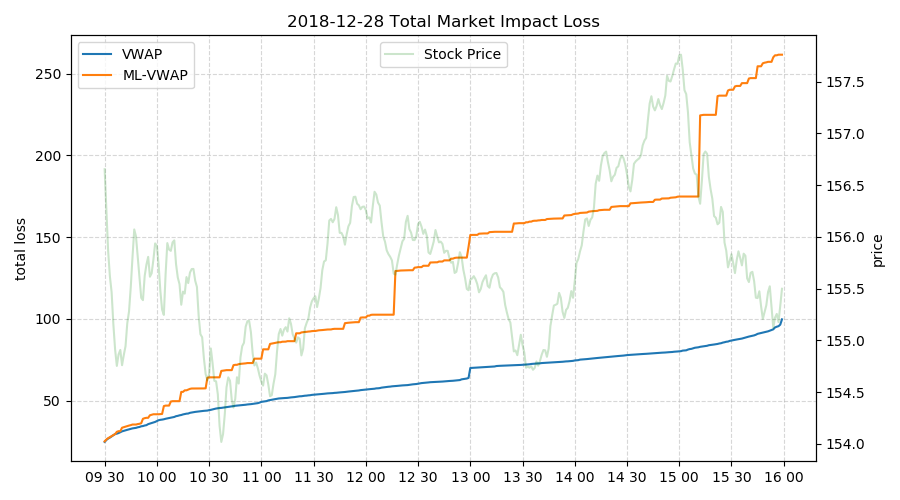 2018-12-28 Total Market Impact Loss
VWAP
ML-VWAP
Stock Price
total loss
250
200
150
100
50
price
157.5
157.0
156.5
156.0
155.5
155.0
154.5
154.0
09 30 10 00 10 30 11 00 11 30 12 00 12 30 13 00 13 30 14 00 14 30 15 00 15 30 16 00